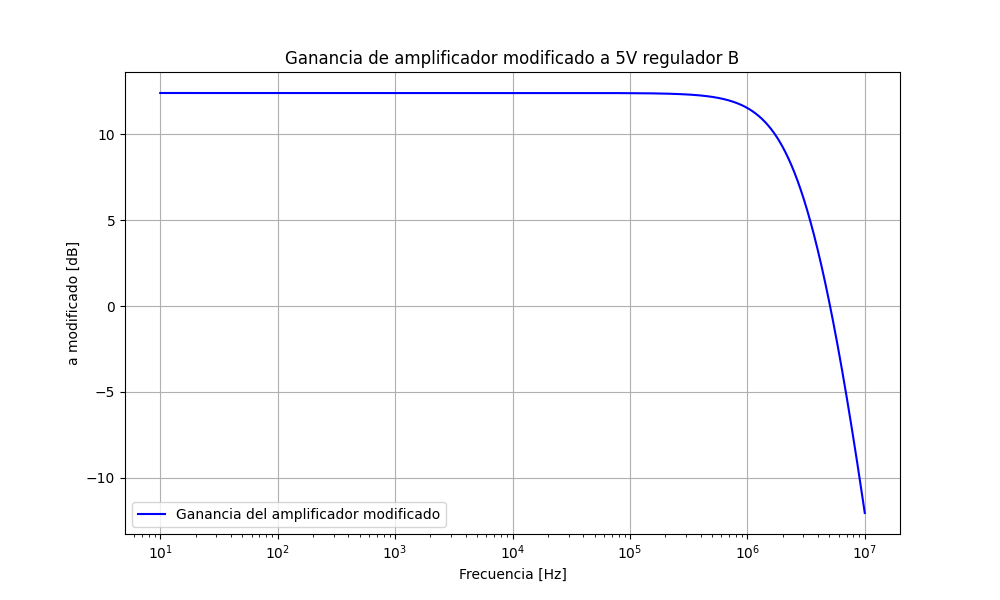 Ganancia de amplificador modificado a 5V regulador B
a modificado [dB]
10
5
0
−5
−10
Ganancia del amplificador modificado
10¹ 10² 10³ 10⁴ 10⁵ 10⁶ 10⁷
Frecuencia [Hz]